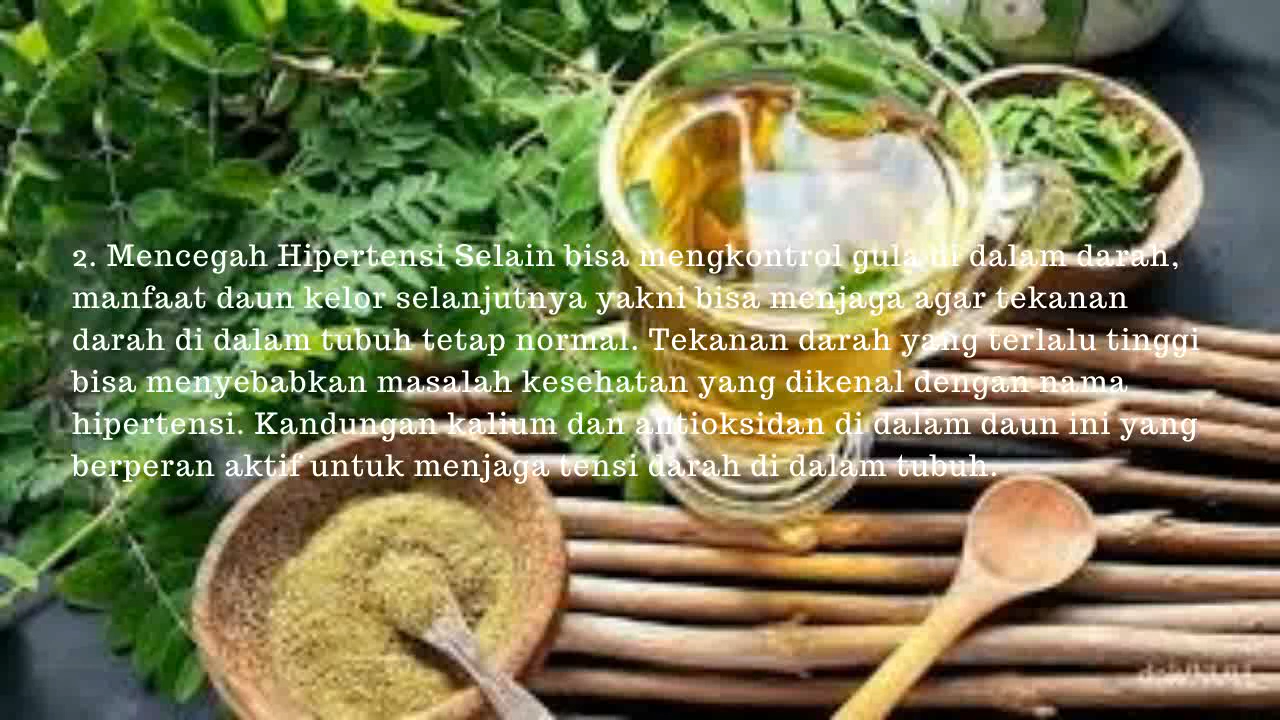 2. Mencegah Hipertensi Selain bisa mengkontrol gula di dalam darah,
manfaat daun kelor selanjutnya yakni bisa menjaga agar tekanan
darah di dalam tubuh tetap normal. Tekanan darah yang terlalu tinggi
bisa menyebabkan masalah kesehatan yang dikenal dengan nama
hipertensi. Kandungan kalium dan antioksidan di dalam daun ini yang
berperan aktif untuk menjaga tensi darah di dalam tubuh.